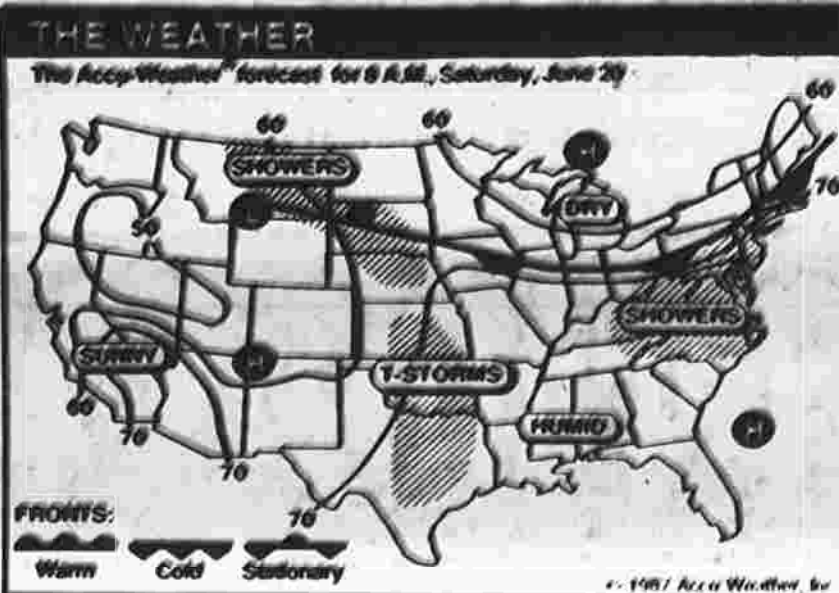 THE WEATHER
The Accu-Weather® forecast for 8 A.M., Saturday, June 20
60
60
60
SHOWERS
H
70
DRY
50
SHOWERS
SUNNY
H
T-STORMS
60
70
HUMID
H
70
70
FRONTS:
Warm
Cold
Stationary
© 1987 Accu-Weather, Inc